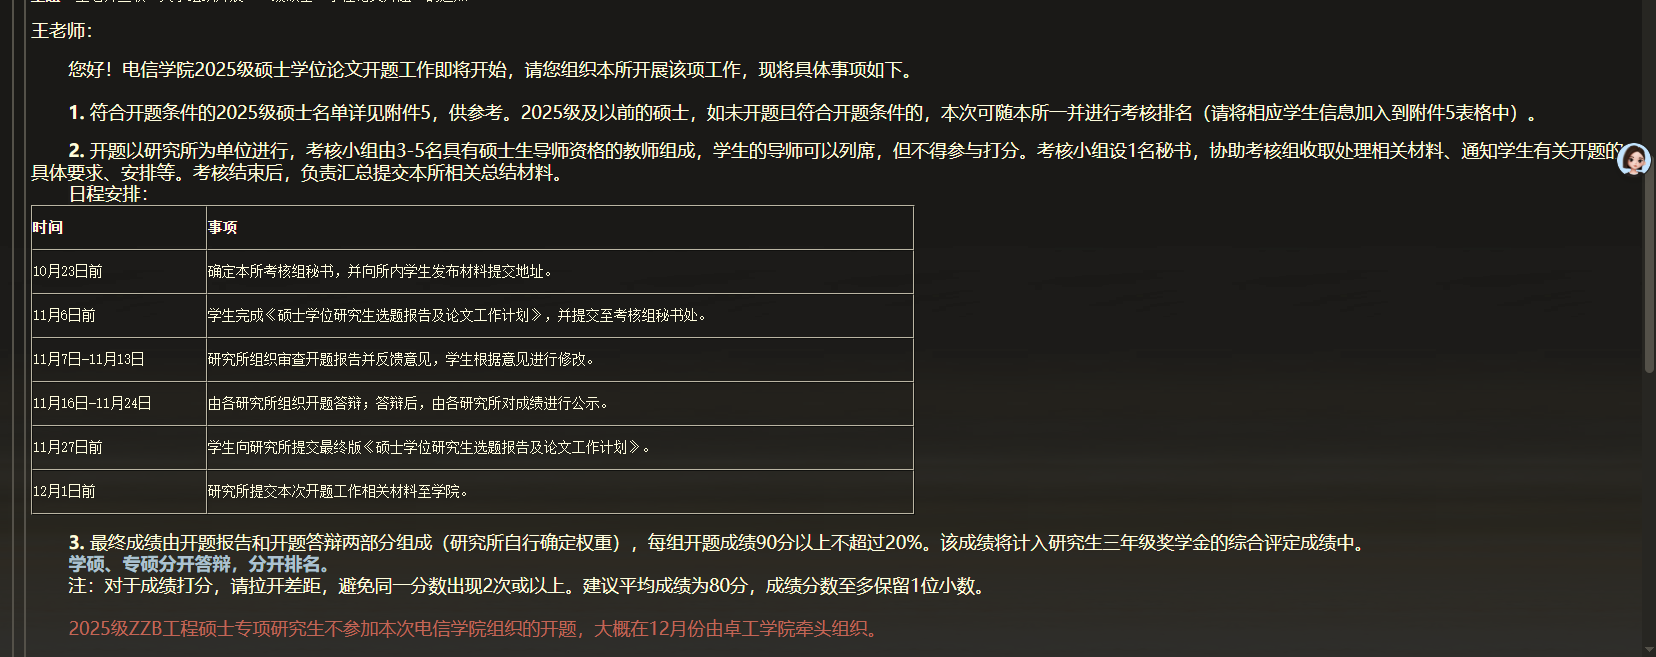 王老师：
您好！电信学院2025级硕士学位论文开题工作即将开始，请您组织本所开展该项工作，现将具体事项如下。
1. 符合开题条件的2025级硕士名单详见附件5，供参考。2025级及以前的硕士，如未开题且符合开题条件的，本次可随本所一并进行考核排名（请将相应学生信息加入到附件5表格中）。
2. 开题以研究所为单位进行，考核小组由3-5名具有硕士生导师资格的教师组成，学生的导师可以列席，但不得参与打分。考核小组设1名秘书，协助考核组收取处理相关材料、通知学生有关开题的
具体要求、安排等。考核结束后，负责汇总提交本所相关总结材料。
日程安排：
时间 事项
10月23日前 确定本所考核组秘书，并向所内学生发布材料提交地址。
11月6日前 学生完成《硕士学位研究生选题报告及论文工作计划》，并提交至考核组秘书处。
11月7日-11月13日 研究所组织审查开题报告并反馈意见，学生根据意见进行修改。
11月16日-11月24日 由各研究所组织开题答辩；答辩后，由各研究所对成绩进行公示。
11月27日前 学生向研究所提交最终版《硕士学位研究生选题报告及论文工作计划》。
12月1日前 研究所提交本次开题工作相关材料至学院。
3. 最终成绩由开题报告和开题答辩两部分组成（研究所自行确定权重），每组开题成绩90分以上不超过20%。该成绩将计入研究生三年级奖学金的综合评定成绩中。
学硕、专硕分开答辩，分开排名。
注：对于成绩打分，请拉开差距，避免同一分数出现2次或以上。建议平均成绩为80分，成绩分数至多保留1位小数。
2025级ZZB工程硕士专项研究生不参加本次电信学院组织的开题，大概在12月份由卓工学院牵头组织。